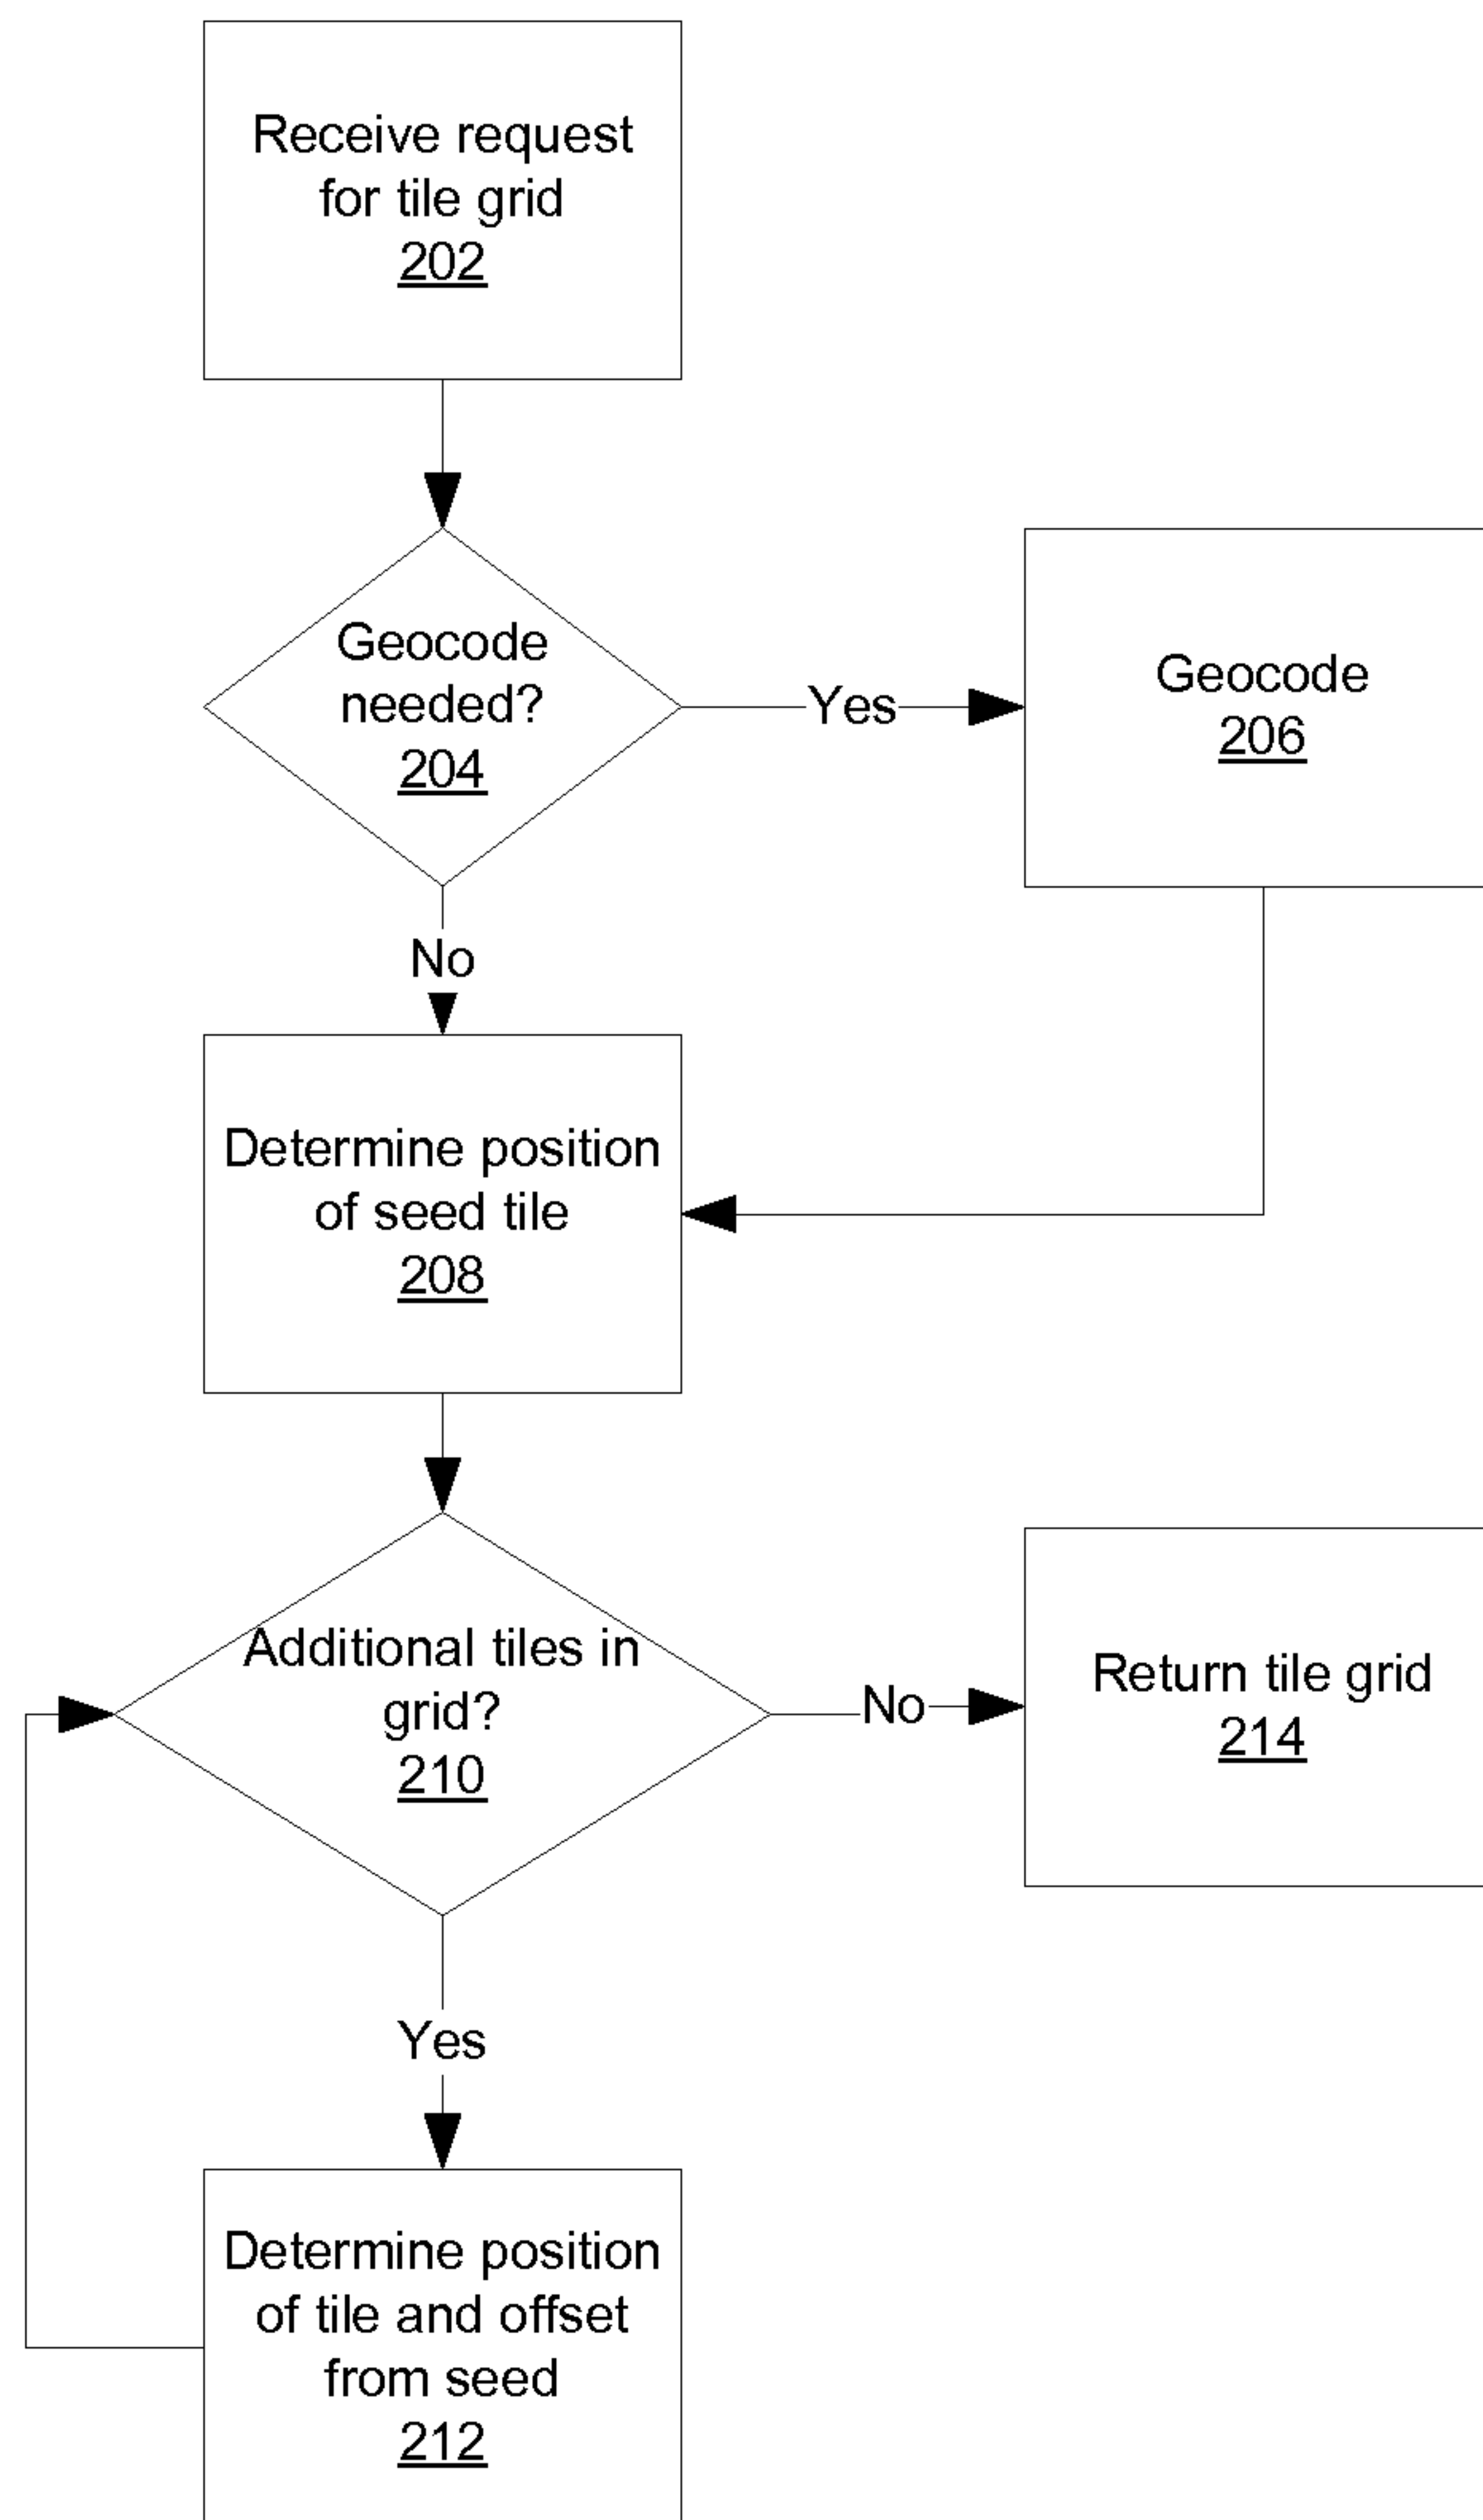 Receive request
for tile grid
202
Geocode
needed?
204
Yes
Geocode
206
No
Determine position
of seed tile
208
Additional tiles in
grid?
210
No
Return tile grid
214
Yes
Determine position
of tile and offset
from seed
212